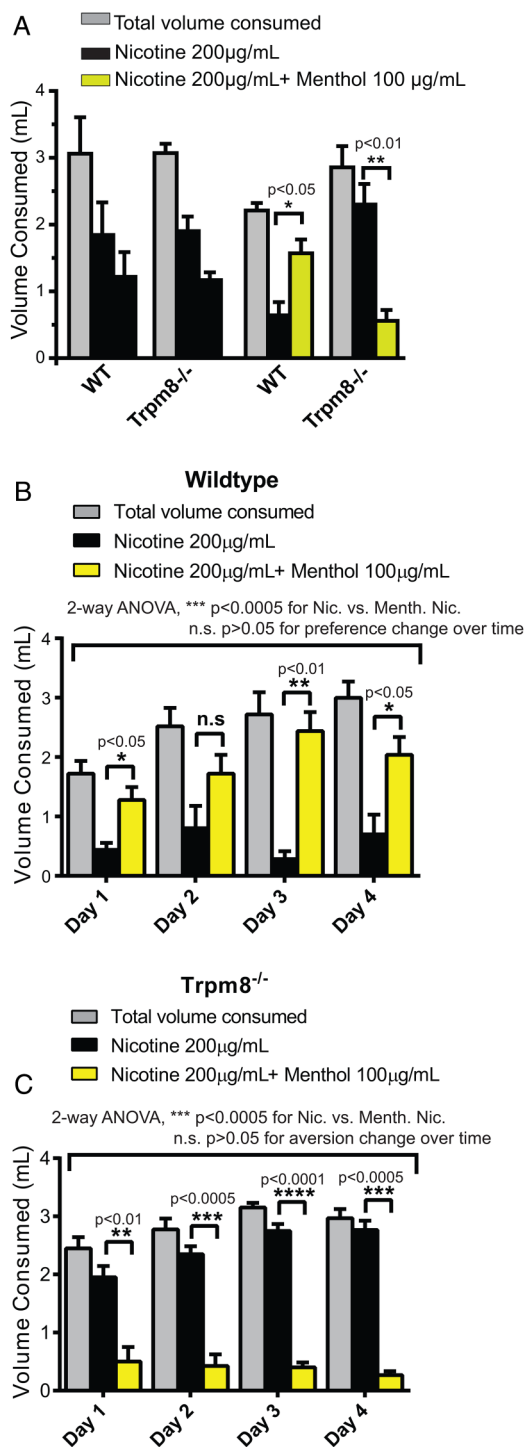 A
Total volume consumed
Nicotine 200µg/mL
Nicotine 200µg/mL+ Menthol 100 µg/mL
Volume Consumed (mL)
4
3
2
1
0
p<0.05
*
p<0.01
**
WT
Trpm8-/-
WT
Trpm8-/-
Wildtype
B
Total volume consumed
Nicotine 200µg/mL
Nicotine 200µg/mL+ Menthol 100µg/mL
2-way ANOVA, *** p<0.0005 for Nic. vs. Menth. Nic.
n.s. p>0.05 for preference change over time
Volume Consumed (mL)
4
3
2
1
0
p<0.05
*
n.s
p<0.01
**
p<0.05
*
Day 1
Day 2
Day 3
Day 4
Trpm8-/-
Total volume consumed
Nicotine 200µg/mL
Nicotine 200µg/mL+ Menthol 100µg/mL
C
2-way ANOVA, *** p<0.0005 for Nic. vs. Menth. Nic.
n.s. p>0.05 for aversion change over time
Volume Consumed (mL)
4
3
2
1
0
p<0.01
**
p<0.0005
***
p<0.0001
****
p<0.0005
***
Day 1
Day 2
Day 3
Day 4